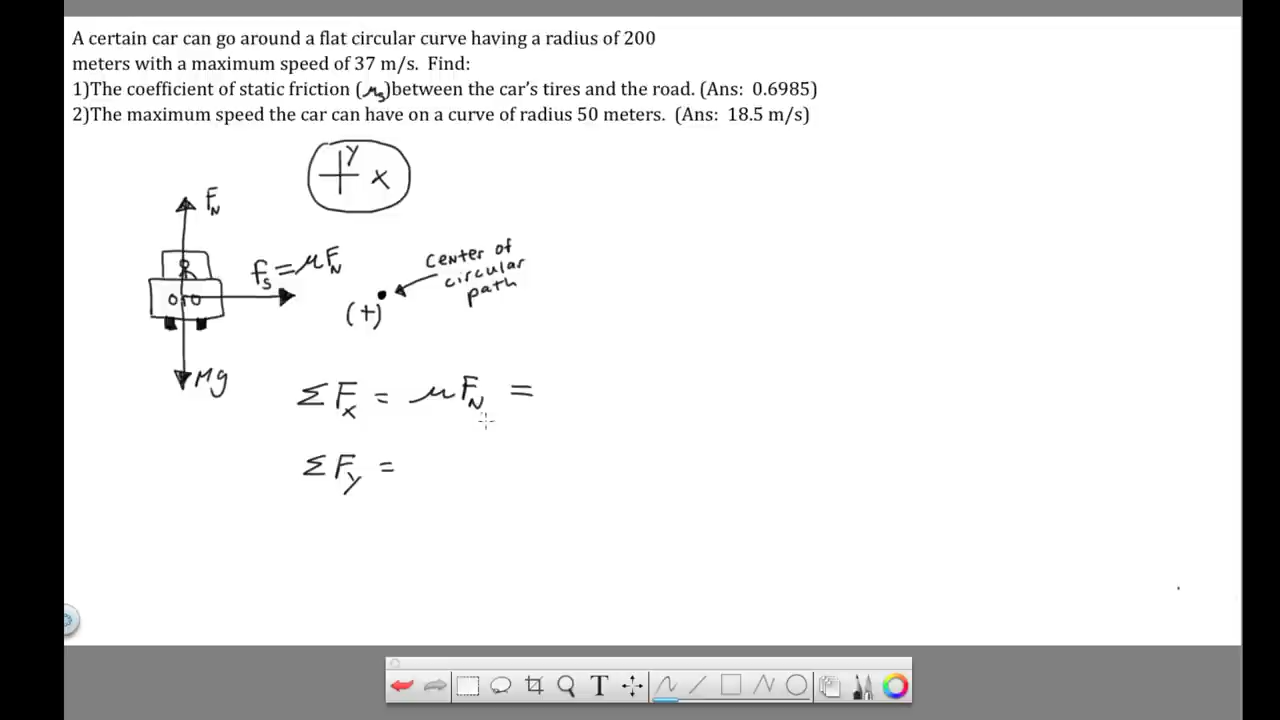 A certain car can go around a flat circular curve having a radius of 200
meters with a maximum speed of 37 m/s. Find:
1)The coefficient of static friction (μs)between the car's tires and the road. (Ans: 0.6985)
2)The maximum speed the car can have on a curve of radius 50 meters. (Ans: 18.5 m/s)
y
x
FN
fs = μFN
center of
circular
path
(+)
Mg
ΣFx = μFN =
ΣFy =
T